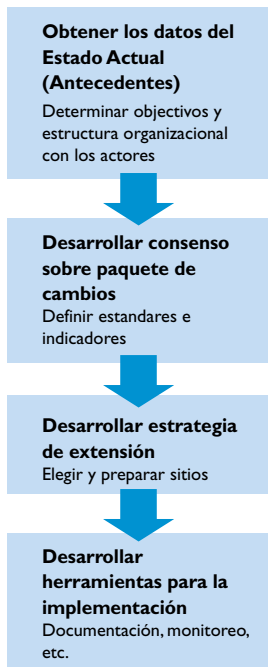 Obtener los datos del
Estado Actual
(Antecedentes)
Determinar objectivos y
estructura organizacional
con los actores
Desarrollar consenso
sobre paquete de
cambios
Definir estandares e
indicadores
Desarrollar estrategia
de extensión
Elegir y preparar sitios
Desarrollar
herramientas para la
implementación
Documentación, monitoreo,
etc.